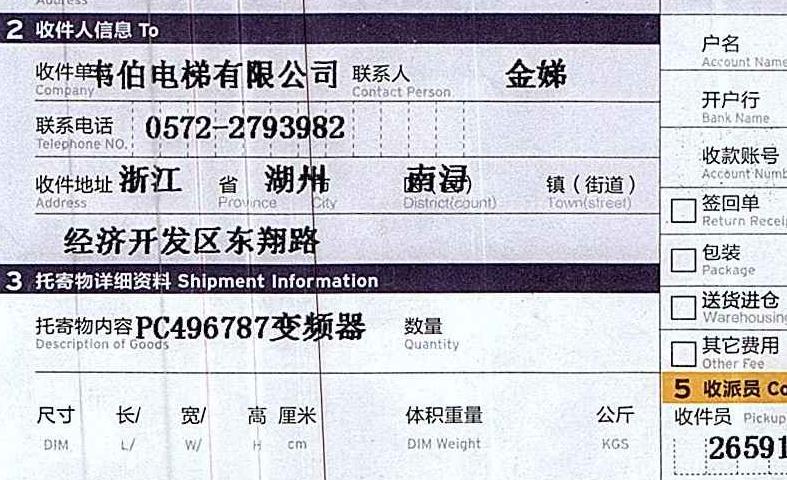 2 收件人信息 To
收件单 韦伯电梯有限公司 联系人 金娣
Company Contact Person
联系电话 0572-2793982
Telephone NO.
收件地址 浙江 省 湖州 市 南浔 镇（街道）
Address Province City District(count) Town(street)
经济开发区东翔路
3 托寄物详细资料 Shipment Information
托寄物内容 PC496787变频器 数量
Description of Goods Quantity
尺寸 长/ 宽/ 高 厘米 体积重量 公斤
DIM L/ W/ H cm DIM Weight KGS
户名
Account Name
开户行
Bank Name
收款账号
Account Numb
签回单
Return Recei
包装
Package
送货进仓
Warehousing
其它费用
Other Fee
5 收派员 Co
收件员 Pickup
26591